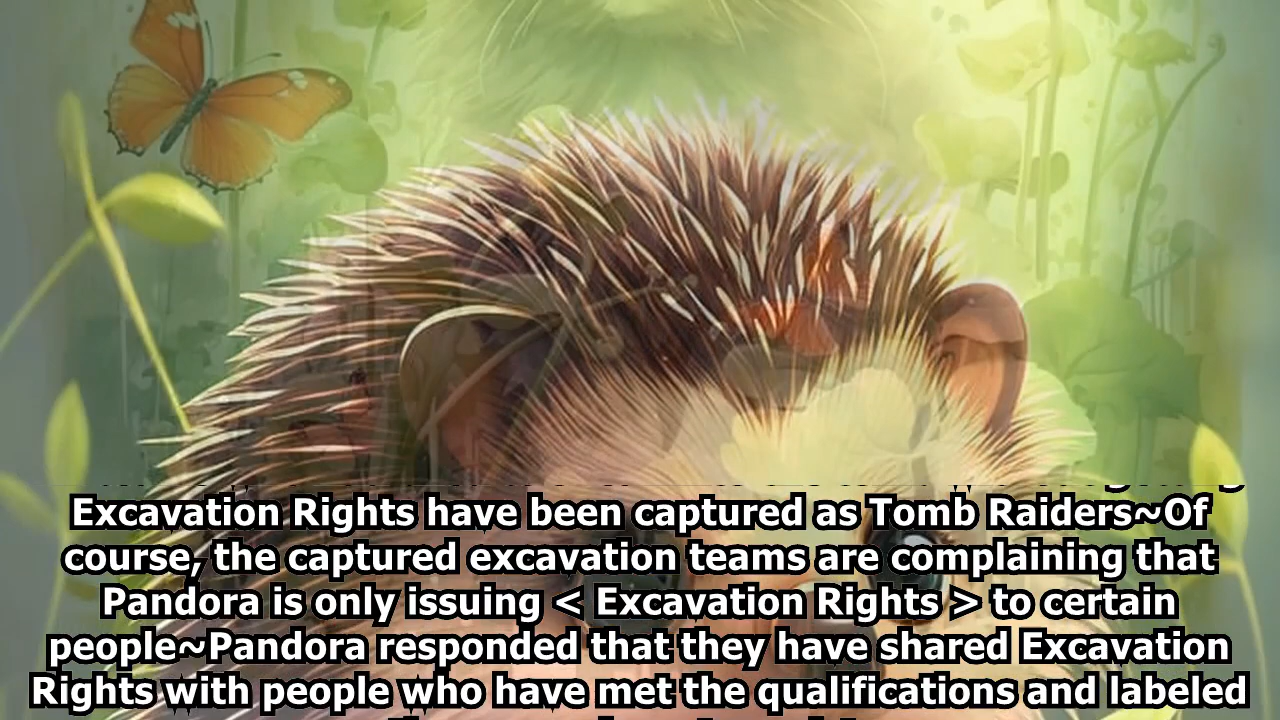 Excavation Rights have been captured as Tomb Raiders~Of
course, the captured excavation teams are complaining that
Pandora is only issuing < Excavation Rights > to certain
people~Pandora responded that they have shared Excavation
Rights with people who have met the qualifications and labeled